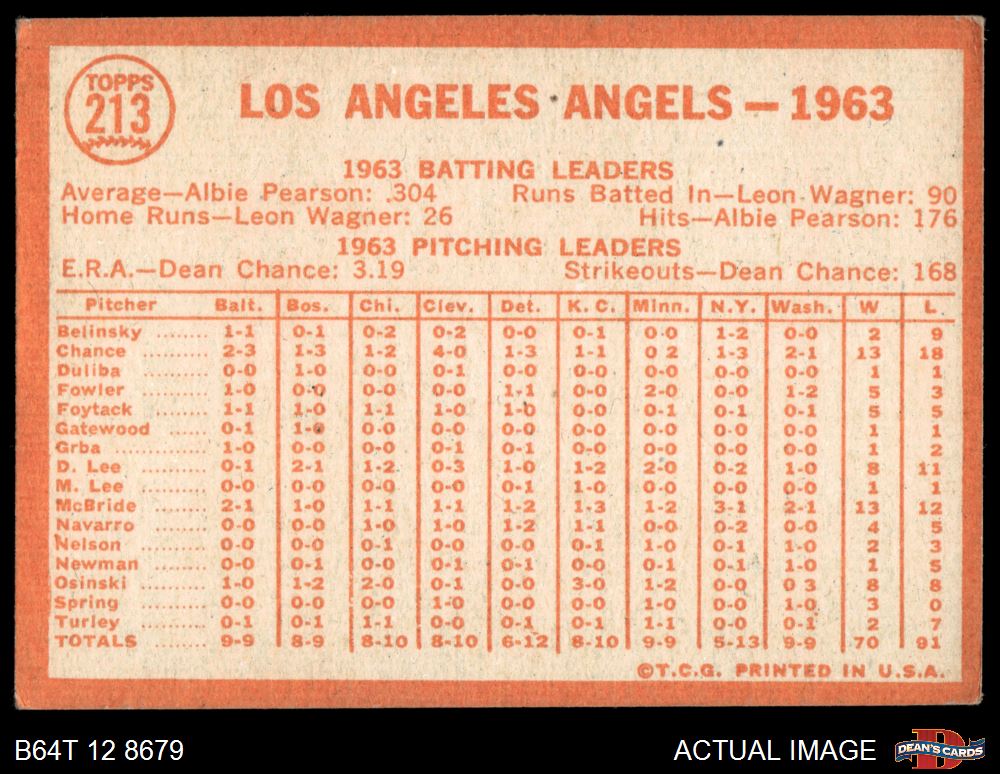 TOPPS
213
LOS ANGELES ANGELS — 1963
1963 BATTING LEADERS
Average—Albie Pearson: .304 Runs Batted In—Leon Wagner: 90
Home Runs—Leon Wagner: 26 Hits—Albie Pearson: 176
1963 PITCHING LEADERS
E.R.A.—Dean Chance: 3.19 Strikeouts—Dean Chance: 168
Pitcher Balt. Bos. Chi. Clev. Det. K.C. Minn. N.Y. Wash. W L
Belinsky ........ 1-1 0-1 0-2 0-2 0-0 0-1 0-0 1-2 0-0 2 9
Chance .......... 2-3 1-3 1-2 4-0 1-3 1-1 0 2 1-3 2-1 13 18
Duliba .......... 0-0 1-0 0-0 0-1 0-0 0-0 0-0 0-0 0-0 1 1
Fowler .......... 1-0 0-0 0-0 0-0 1-1 0-0 2-0 0-0 1-2 5 3
Foytack ......... 1-1 1-0 1-1 1-0 1-0 0-0 0-1 0-1 0-1 5 5
Gatewood ...... 0-1 1-0 0-0 0-0 0-0 0-0 0-0 0-0 0-0 1 1
Grba .............. 1-0 0-0 0-0 0-1 0-1 0-0 0-0 0-0 0-0 1 2
D. Lee .......... 0-1 2-1 1-2 0-3 1-0 1-2 2-0 0-2 1-0 8 11
M. Lee .......... 0-0 0-0 0-0 0-0 0-1 1-0 0-0 0-0 0-0 1 1
McBride ........ 2-1 1-0 1-1 1-1 1-2 1-3 1-2 3-1 2-1 13 12
Navarro ........ 0-0 0-0 1-0 1-0 1-2 1-1 0-0 0-2 0-0 4 5
Nelson .......... 0-0 0-0 0-1 0-0 0-0 0-1 1-0 0-1 1-0 2 3
Newman ........ 0-0 0-1 0-0 0-0 0-1 0-0 0-1 0-1 1-0 1 5
Osinski .......... 1-0 1-2 2-0 0-1 0-0 3-0 1-2 0-0 0 3 8 8
Spring .......... 0-0 0-0 0-0 1-0 0-0 0-0 1-0 0-0 1-0 3 0
Turley .......... 0-1 0-1 1-1 0-0 0-1 0-1 1-1 0-0 0-1 2 7
TOTALS 9-9 8-9 8-10 8-10 6-12 8-10 9-9 5-13 9-9 70 91
©T.C.G. PRINTED IN U.S.A.
B64T 12 8679 ACTUAL IMAGE DEAN'S CARDS